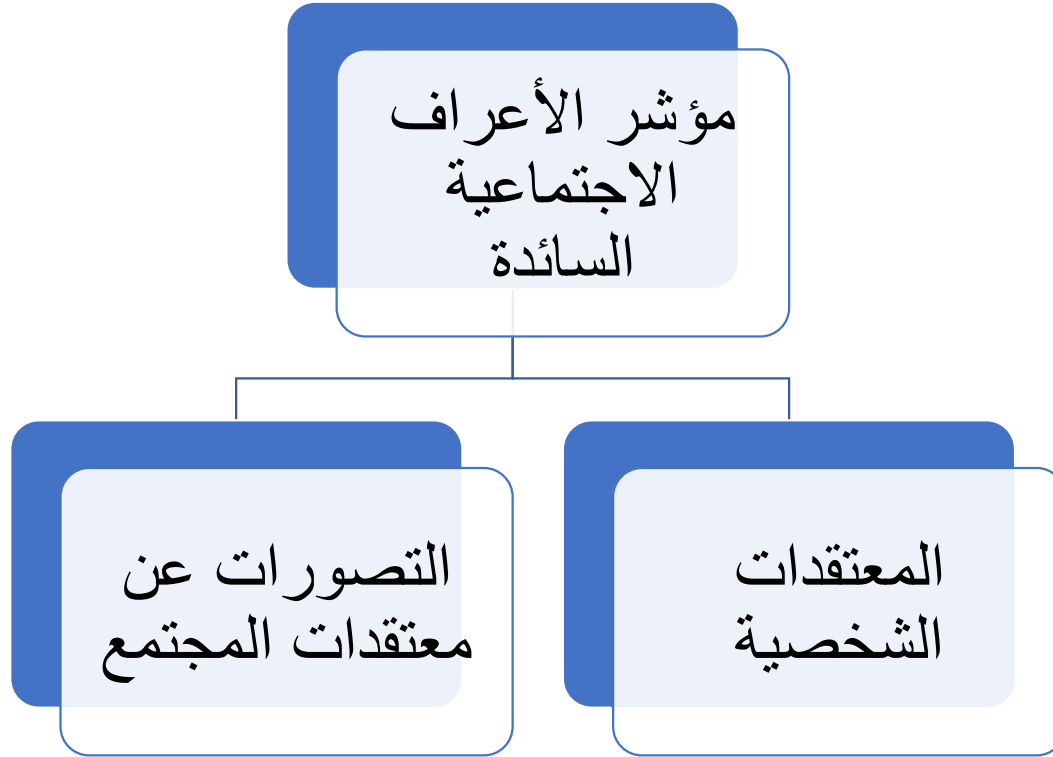 مؤشر الأعراف
الاجتماعية
السائدة
المعتقدات
الشخصية
التصورات عن
معتقدات المجتمع